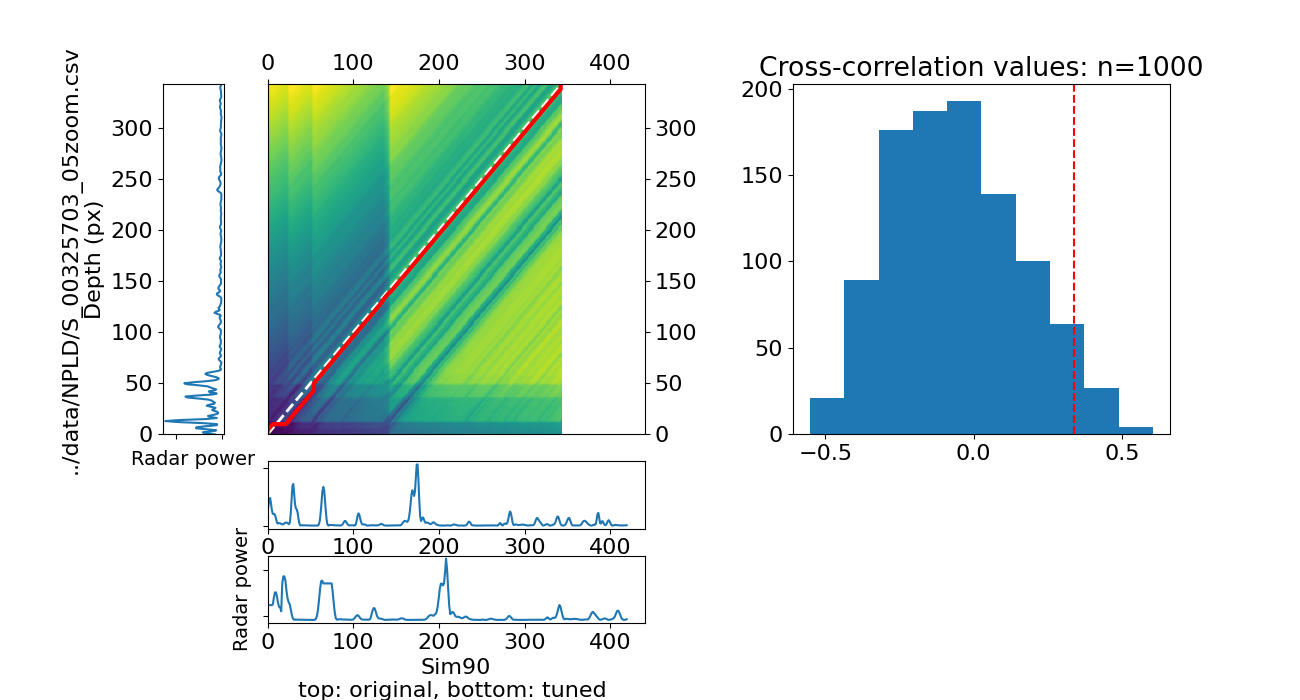 ../data/NPLD/S_00325703_05zoom.csv
Depth (px)
0 50 100 150 200 250 300
Radar power
0 100 200 300 400
0 50 100 150 200 250 300
0 100 200 300 400
Radar power
0 100 200 300 400
Sim90
top: original, bottom: tuned
Cross-correlation values: n=1000
0 50 100 150 200
−0.5 0.0 0.5